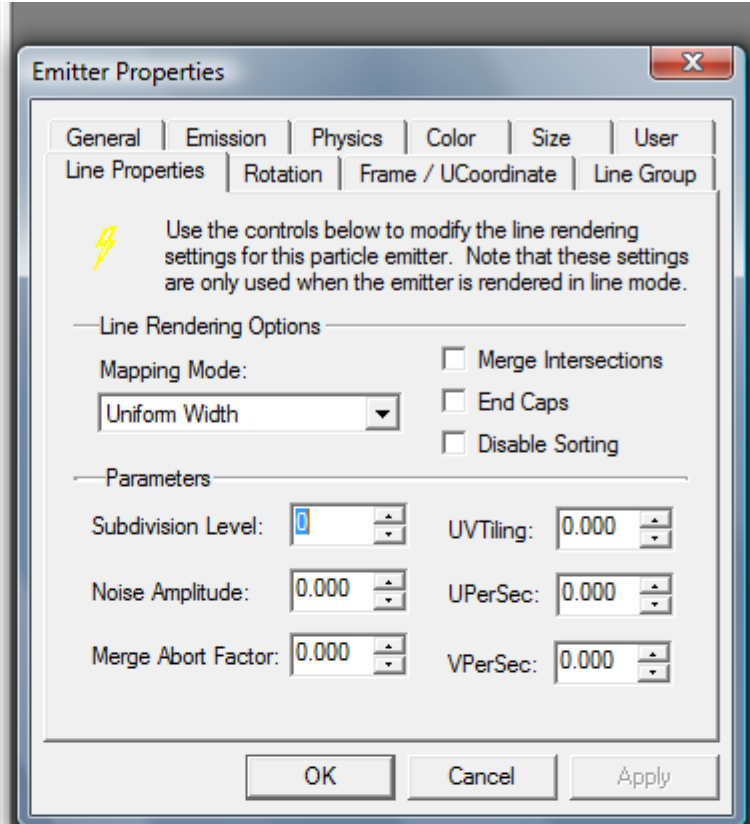 Emitter Properties
General Emission Physics Color Size User
Line Properties Rotation Frame / UCoordinate Line Group
Use the controls below to modify the line rendering
settings for this particle emitter. Note that these settings
are only used when the emitter is rendered in line mode.
Line Rendering Options
Mapping Mode:
Uniform Width
Merge Intersections
End Caps
Disable Sorting
Parameters
Subdivision Level: 0 UVTiling: 0.000
Noise Amplitude: 0.000 UPerSec: 0.000
Merge Abort Factor: 0.000 VPerSec: 0.000
OK Cancel Apply